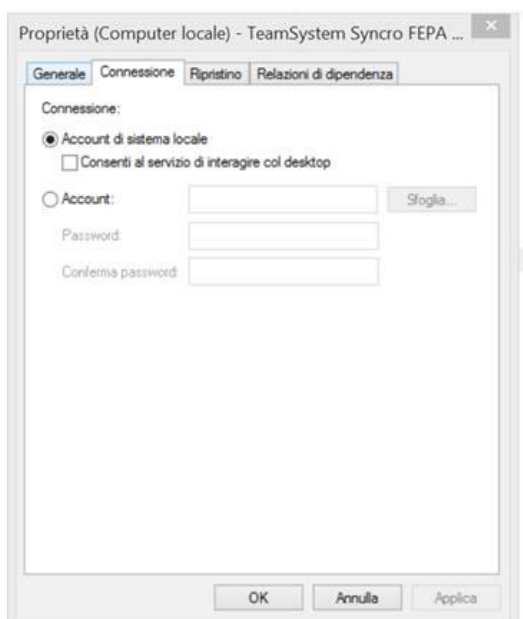 Proprietà (Computer locale) - TeamSystem Syncro FEPA ...
Generale Connessione Ripristino Relazioni di dipendenza
Connessione:
Account di sistema locale
Consenti al servizio di interagire col desktop
Account: Sfoglia...
Password:
Conferma password:
OK Annulla Applica